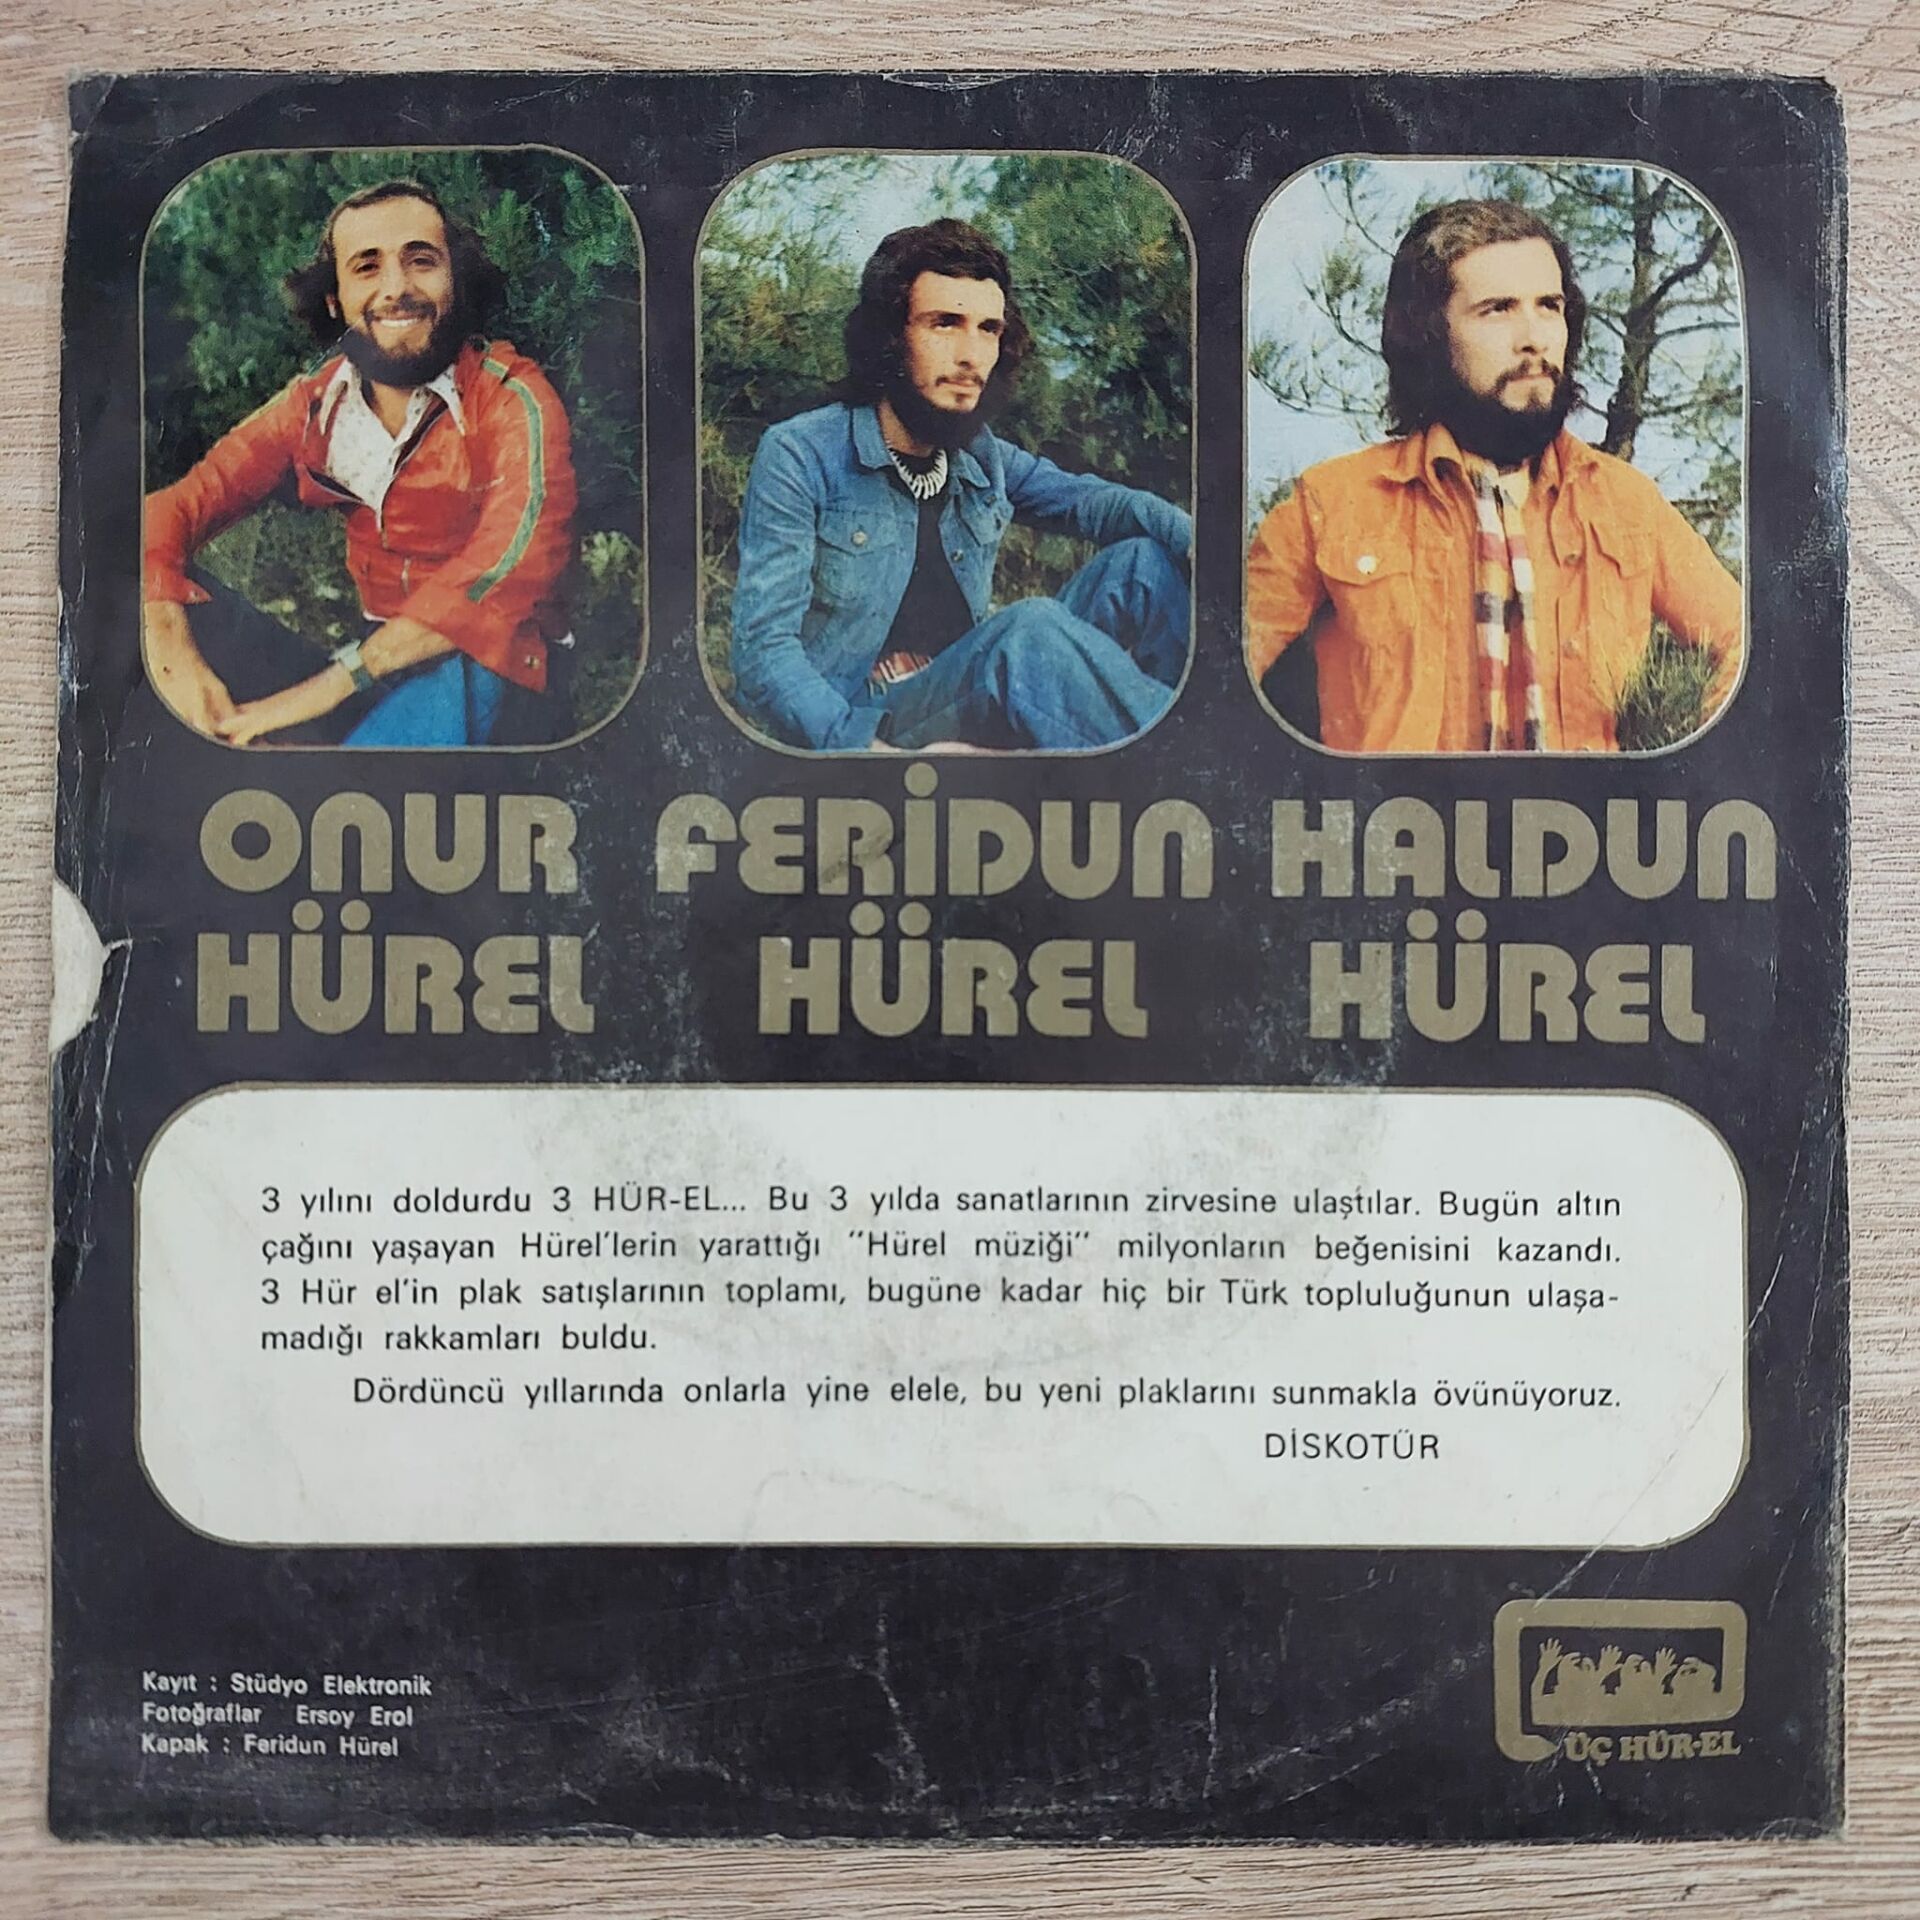 ONUR FERİDUN HALDUN
HÜREL HÜREL HÜREL
3 yılını doldurdu 3 HÜR-EL... Bu 3 yılda sanatlarının zirvesine ulaştılar. Bugün altın
çağını yaşayan Hürel'lerin yarattığı "Hürel müziği" milyonların beğenisini kazandı.
3 Hür el'in plak satışlarının toplamı, bugüne kadar hiç bir Türk topluluğunun ulaşa-
madığı rakkamları buldu.
Dördüncü yıllarında onlarla yine elele, bu yeni plaklarını sunmakla övünüyoruz.
DİSKOTÜR
Kayıt : Stüdyo Elektronik
Fotoğraflar Ersoy Erol
Kapak : Feridun Hürel
ÜÇ HÜR-EL